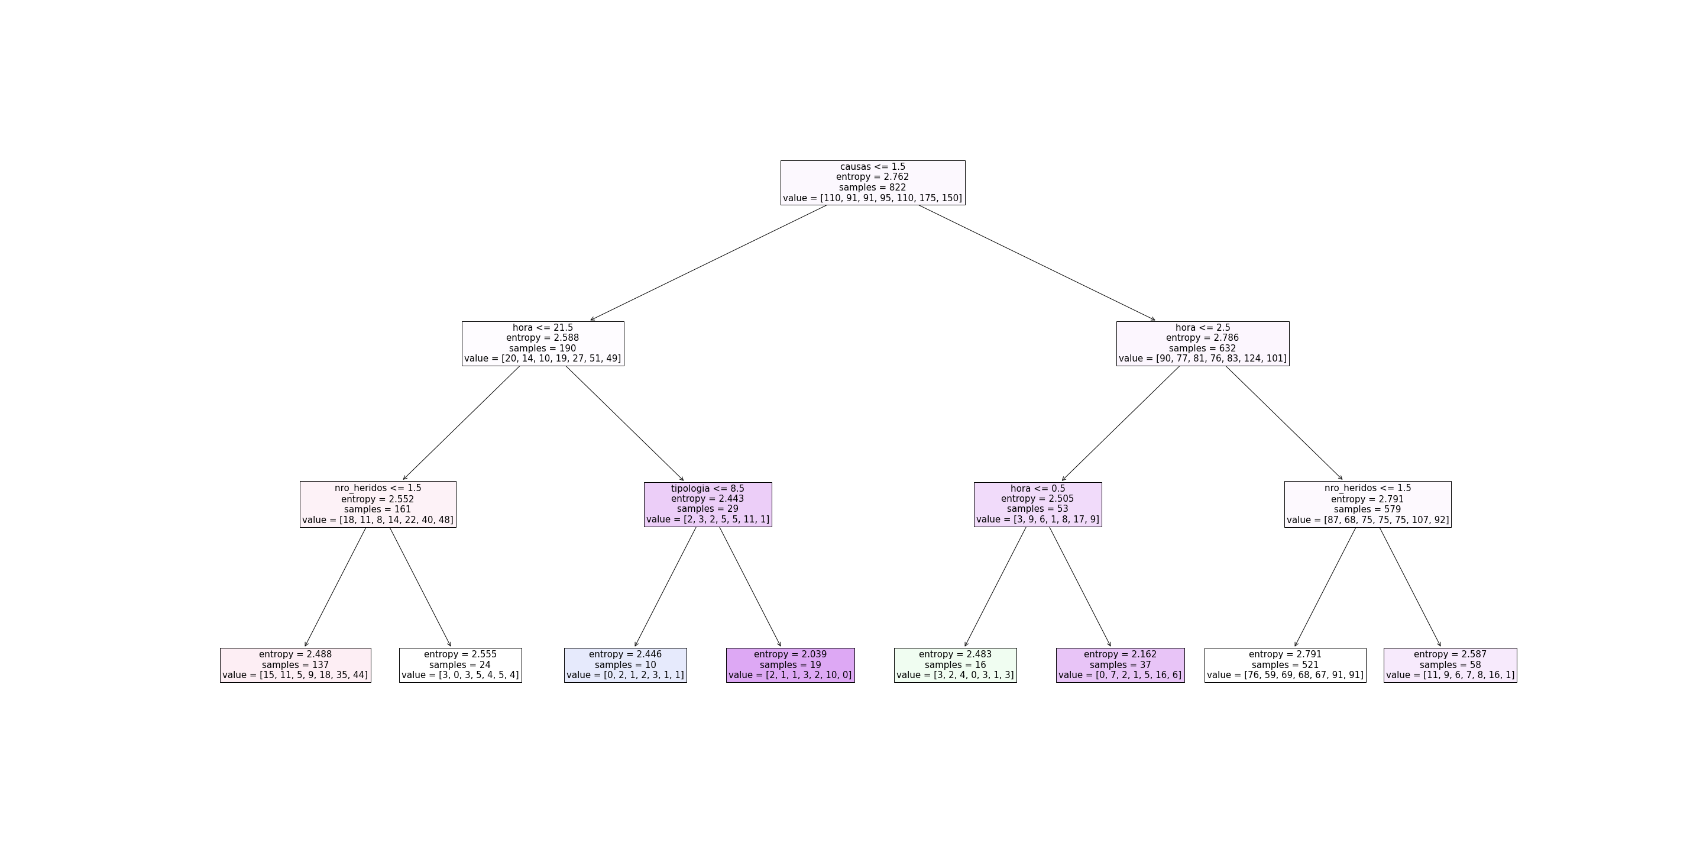 causas <= 1.5
entropy = 2.762
samples = 822
value = [110, 91, 91, 95, 110, 175, 150]
hora <= 21.5
entropy = 2.588
samples = 190
value = [20, 14, 10, 19, 27, 51, 49]
hora <= 2.5
entropy = 2.786
samples = 632
value = [90, 77, 81, 76, 83, 124, 101]
nro_heridos <= 1.5
entropy = 2.552
samples = 161
value = [18, 11, 8, 14, 22, 40, 48]
tipologia <= 8.5
entropy = 2.443
samples = 29
value = [2, 3, 2, 5, 5, 11, 1]
hora <= 0.5
entropy = 2.505
samples = 53
value = [3, 9, 6, 1, 8, 17, 9]
nro_heridos <= 1.5
entropy = 2.791
samples = 579
value = [87, 68, 75, 75, 75, 107, 92]
entropy = 2.488
samples = 137
value = [15, 11, 5, 9, 18, 35, 44]
entropy = 2.555
samples = 24
value = [3, 0, 3, 5, 4, 5, 4]
entropy = 2.446
samples = 10
value = [0, 2, 1, 2, 3, 1, 1]
entropy = 2.039
samples = 19
value = [2, 1, 1, 3, 2, 10, 0]
entropy = 2.483
samples = 16
value = [3, 2, 4, 0, 3, 1, 3]
entropy = 2.162
samples = 37
value = [0, 7, 2, 1, 5, 16, 6]
entropy = 2.791
samples = 521
value = [76, 59, 69, 68, 67, 91, 91]
entropy = 2.587
samples = 58
value = [11, 9, 6, 7, 8, 16, 1]